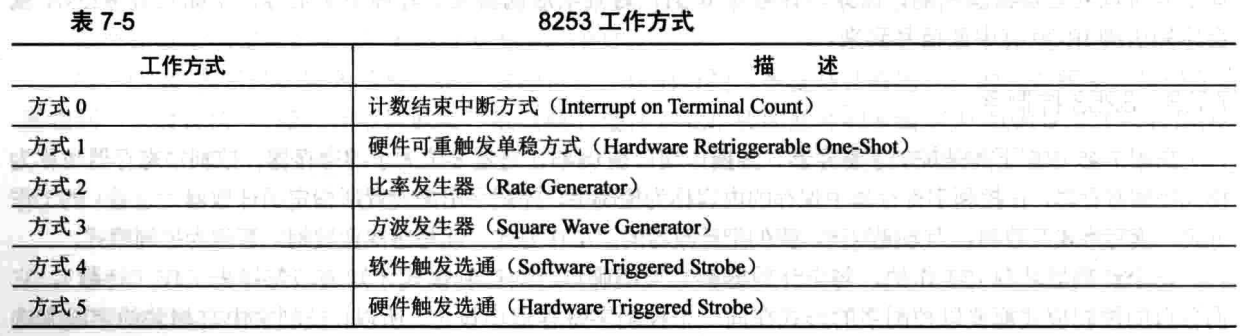 表 7-5 8253 工作方式
工作方式 描 述
方式 0 计数结束中断方式（Interrupt on Terminal Count）
方式 1 硬件可重触发单稳方式（Hardware Retriggerable One-Shot）
方式 2 比率发生器（Rate Generator）
方式 3 方波发生器（Square Wave Generator）
方式 4 软件触发选通（Software Triggered Strobe）
方式 5 硬件触发选通（Hardware Triggered Strobe）